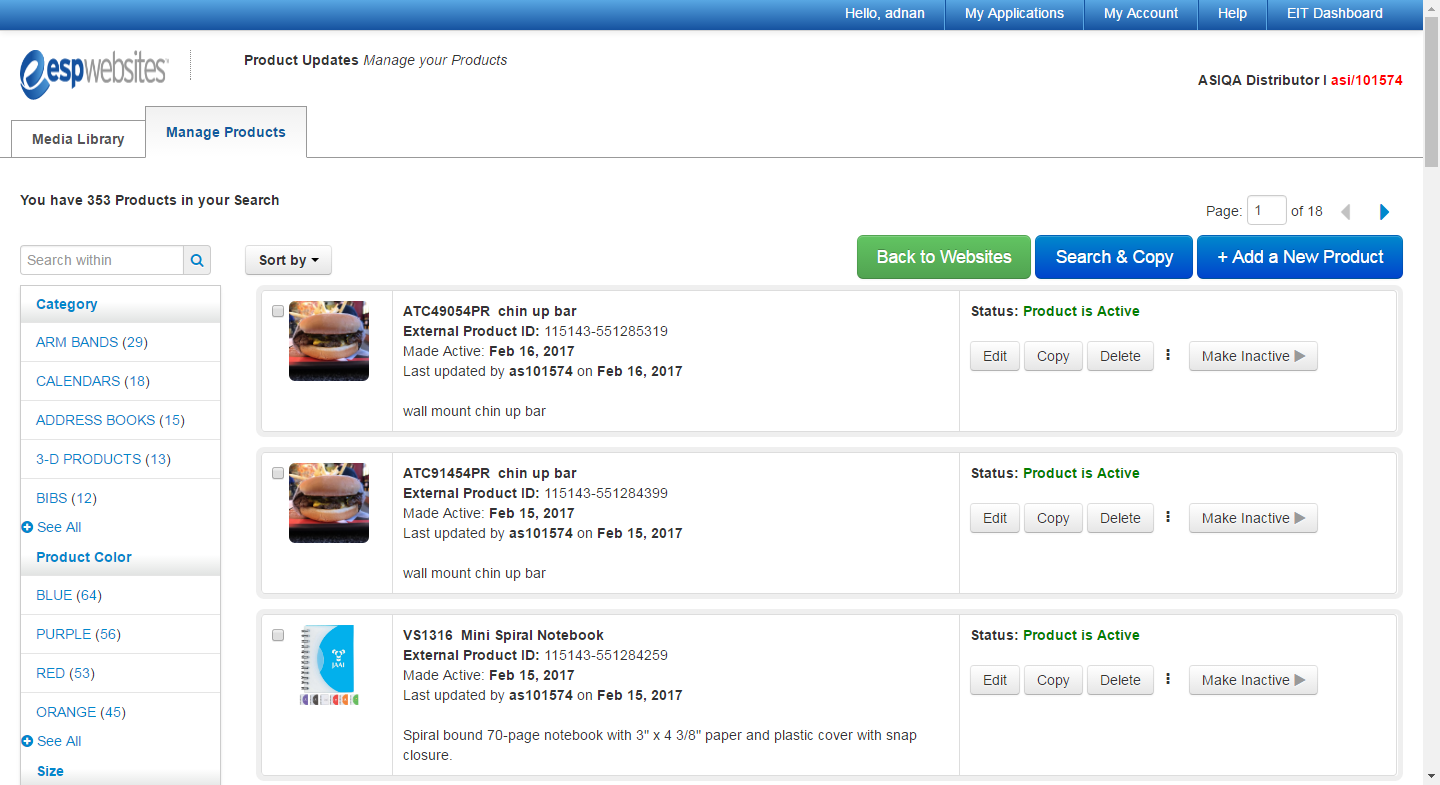 Hello, adnan
My Applications
My Account
Help
EIT Dashboard
espwebsites
Product Updates Manage your Products
ASIQA Distributor | asi/101574
Media Library
Manage Products
You have 353 Products in your Search
Page: 1 of 18
Search within
Sort by
Back to Websites
Search & Copy
+ Add a New Product
Category
ARM BANDS (29)
CALENDARS (18)
ADDRESS BOOKS (15)
3-D PRODUCTS (13)
BIBS (12)
See All
Product Color
BLUE (64)
PURPLE (56)
RED (53)
ORANGE (45)
See All
Size
ATC49054PR chin up bar
External Product ID: 115143-551285319
Made Active: Feb 16, 2017
Last updated by as101574 on Feb 16, 2017
wall mount chin up bar
Status: Product is Active
Edit
Copy
Delete
Make Inactive
ATC91454PR chin up bar
External Product ID: 115143-551284399
Made Active: Feb 15, 2017
Last updated by as101574 on Feb 15, 2017
wall mount chin up bar
Status: Product is Active
Edit
Copy
Delete
Make Inactive
VS1316 Mini Spiral Notebook
External Product ID: 115143-551284259
Made Active: Feb 15, 2017
Last updated by as101574 on Feb 15, 2017
Spiral bound 70-page notebook with 3" x 4 3/8" paper and plastic cover with snap
closure.
Status: Product is Active
Edit
Copy
Delete
Make Inactive